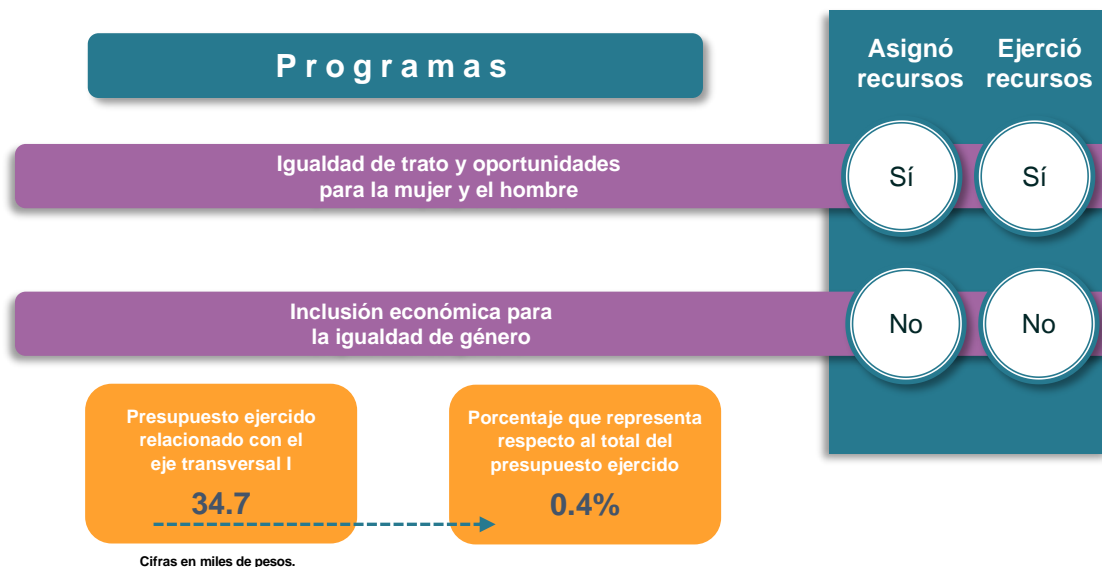 Programas
Asignó
recursos
Ejerció
recursos
Igualdad de trato y oportunidades
para la mujer y el hombre
Sí
Sí
Inclusión económica para
la igualdad de género
No
No
Presupuesto ejercido
relacionado con el
eje transversal I
34.7
Porcentaje que representa
respecto al total del
presupuesto ejercido
0.4%
Cifras en miles de pesos.